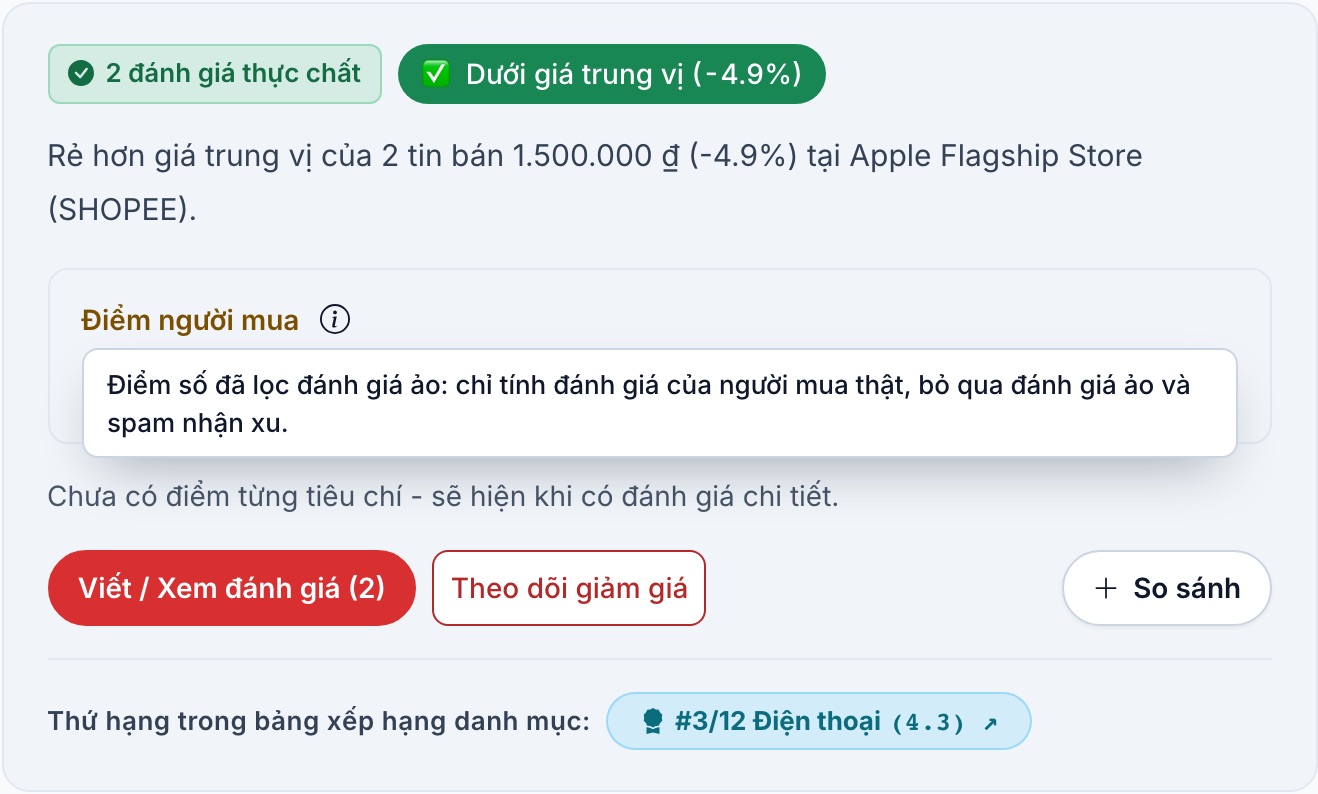 2 đánh giá thực chất
✅ Dưới giá trung vị (-4.9%)
Rẻ hơn giá trung vị của 2 tin bán 1.500.000 ₫ (-4.9%) tại Apple Flagship Store
(SHOPEE).
Điểm người mua
Điểm số đã lọc đánh giá ảo: chỉ tính đánh giá của người mua thật, bỏ qua đánh giá ảo và
spam nhận xu.
Chưa có điểm từng tiêu chí - sẽ hiện khi có đánh giá chi tiết.
Viết / Xem đánh giá (2)
Theo dõi giảm giá
+ So sánh
Thứ hạng trong bảng xếp hạng danh mục:
#3/12 Điện thoại (4.3) ↗